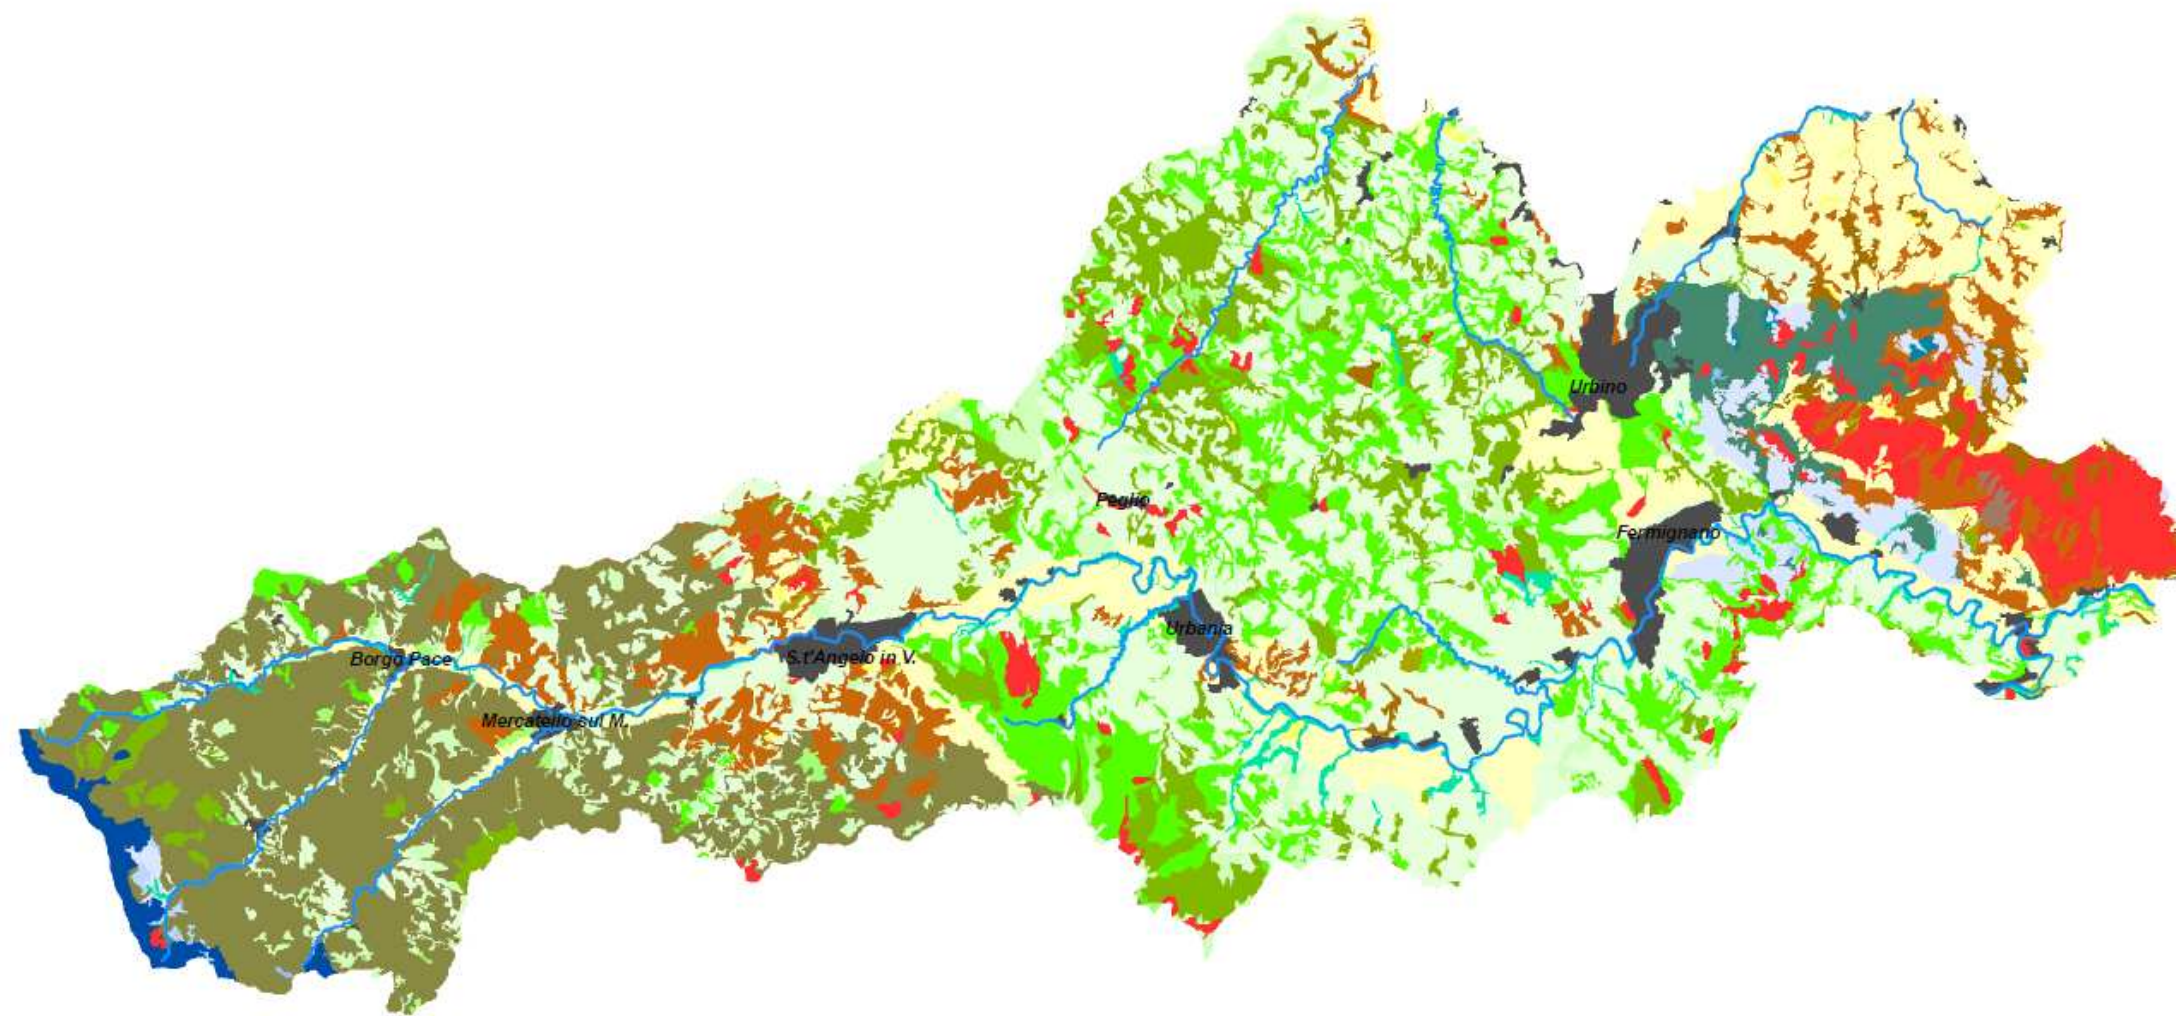 Urbino
Peglio
Fermignano
Urbania
Borgo Pace
S.t'Angelo in V.
Mercatello sul M.